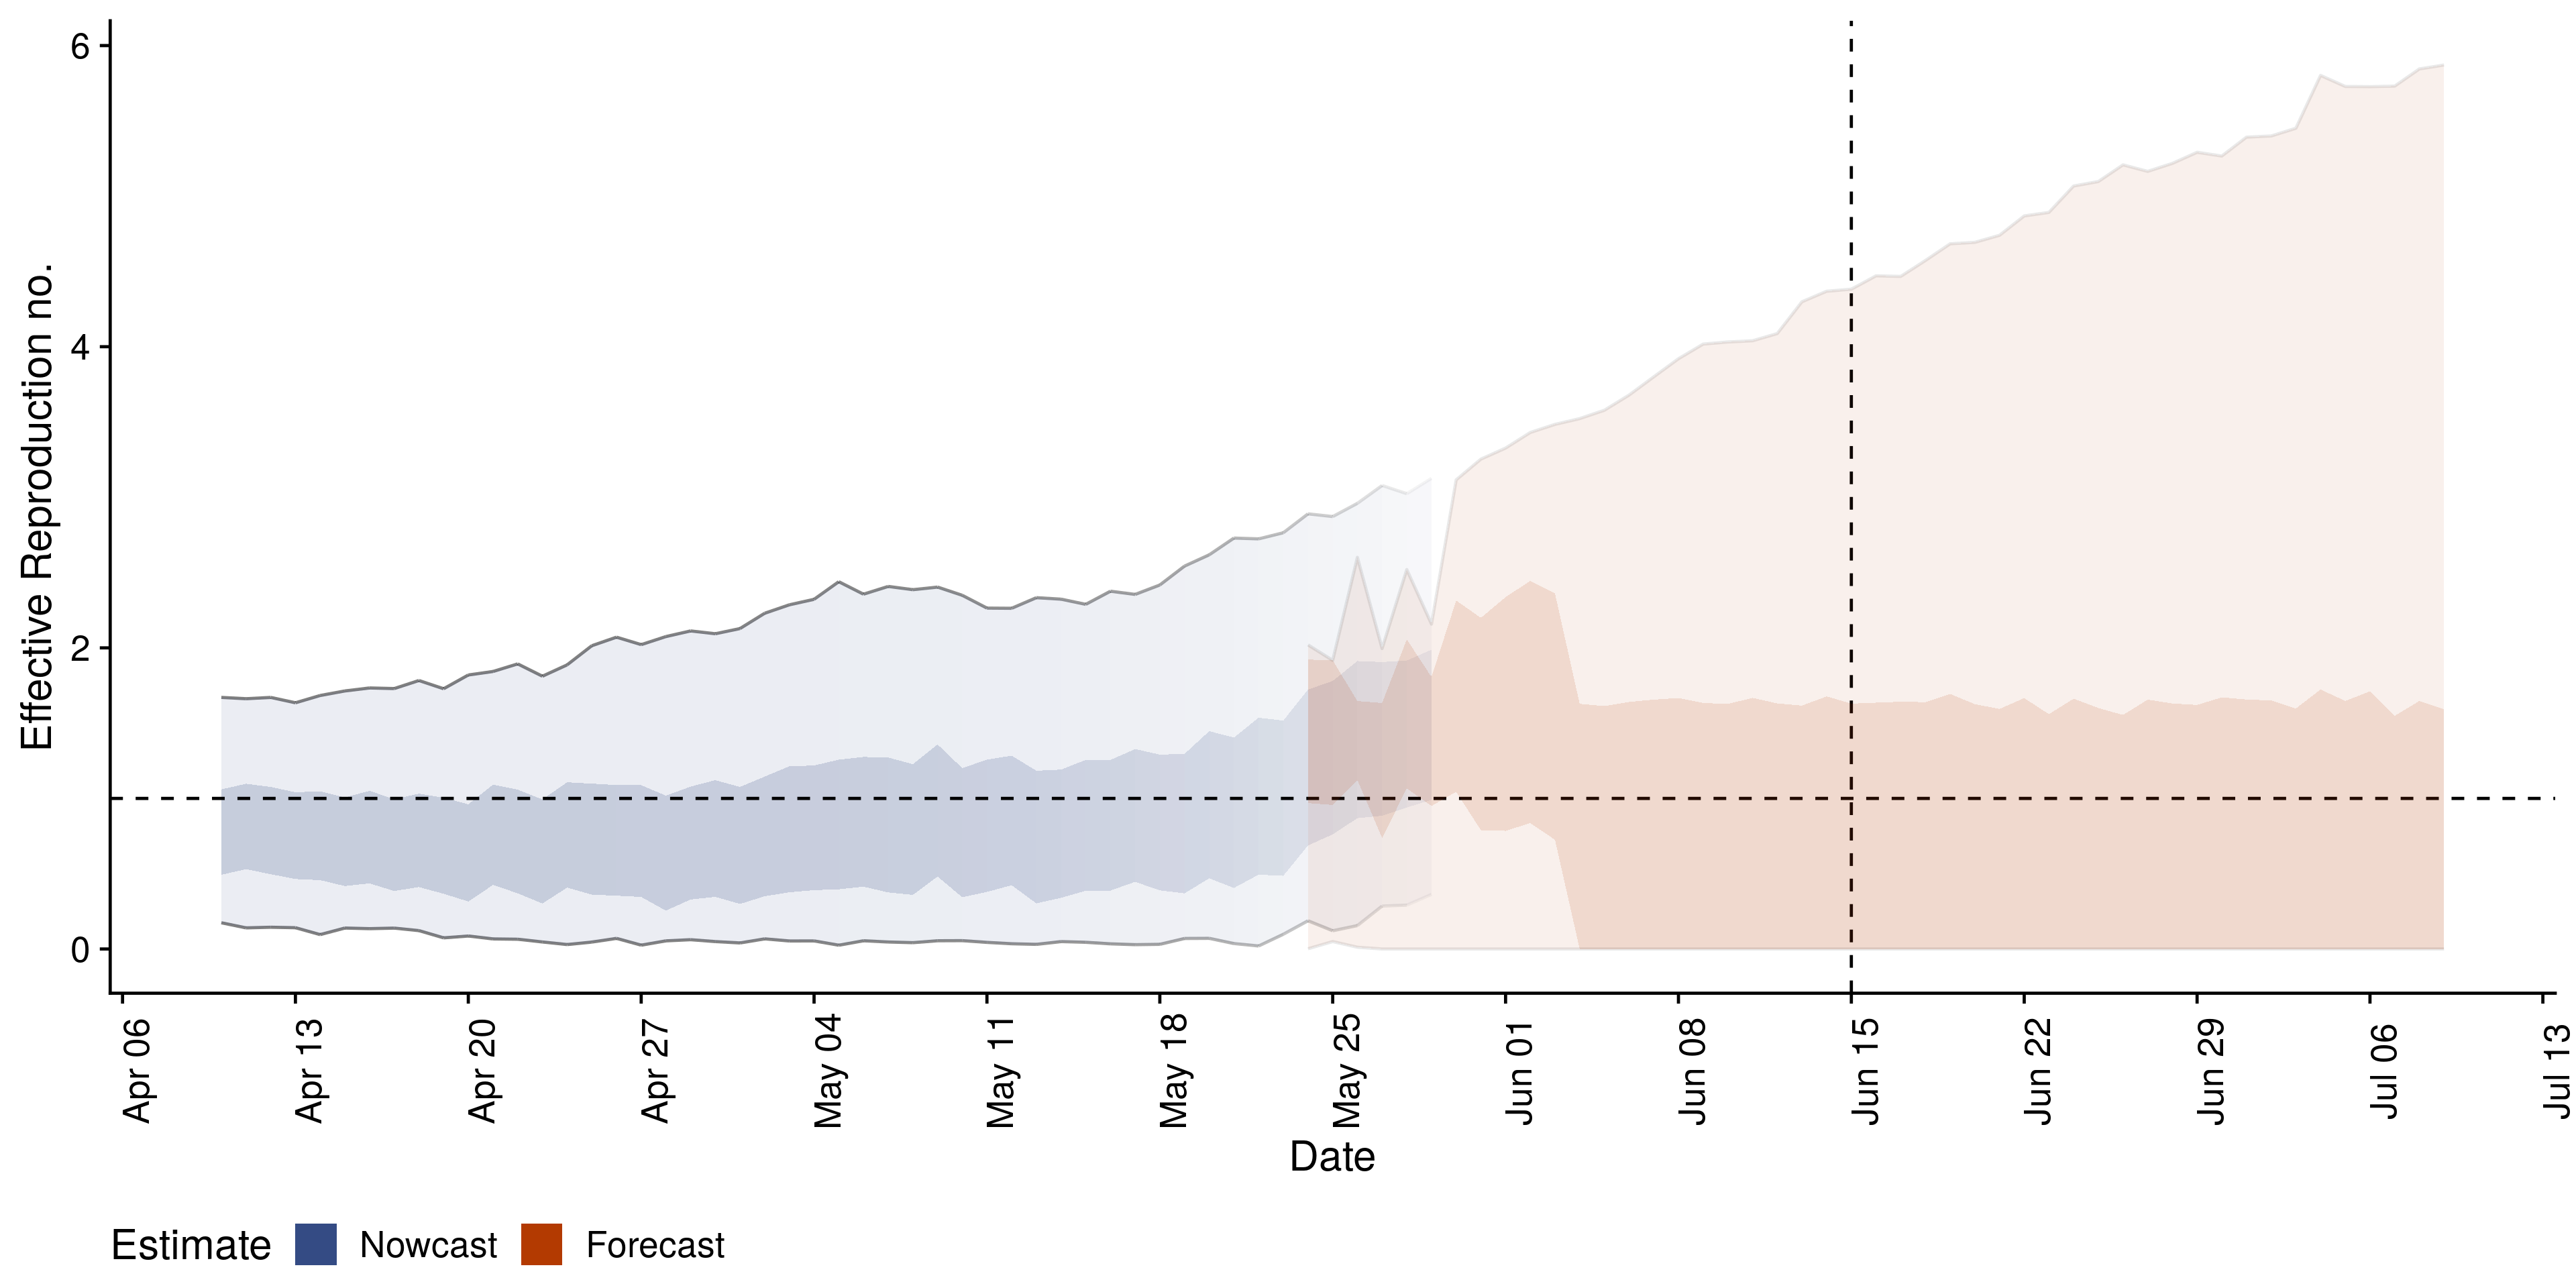 Effective Reproduction no.
6
4
2
0
Apr 06
Apr 13
Apr 20
Apr 27
May 04
May 11
May 18
May 25
Jun 01
Jun 08
Jun 15
Jun 22
Jun 29
Jul 06
Jul 13
Date
Estimate Nowcast Forecast